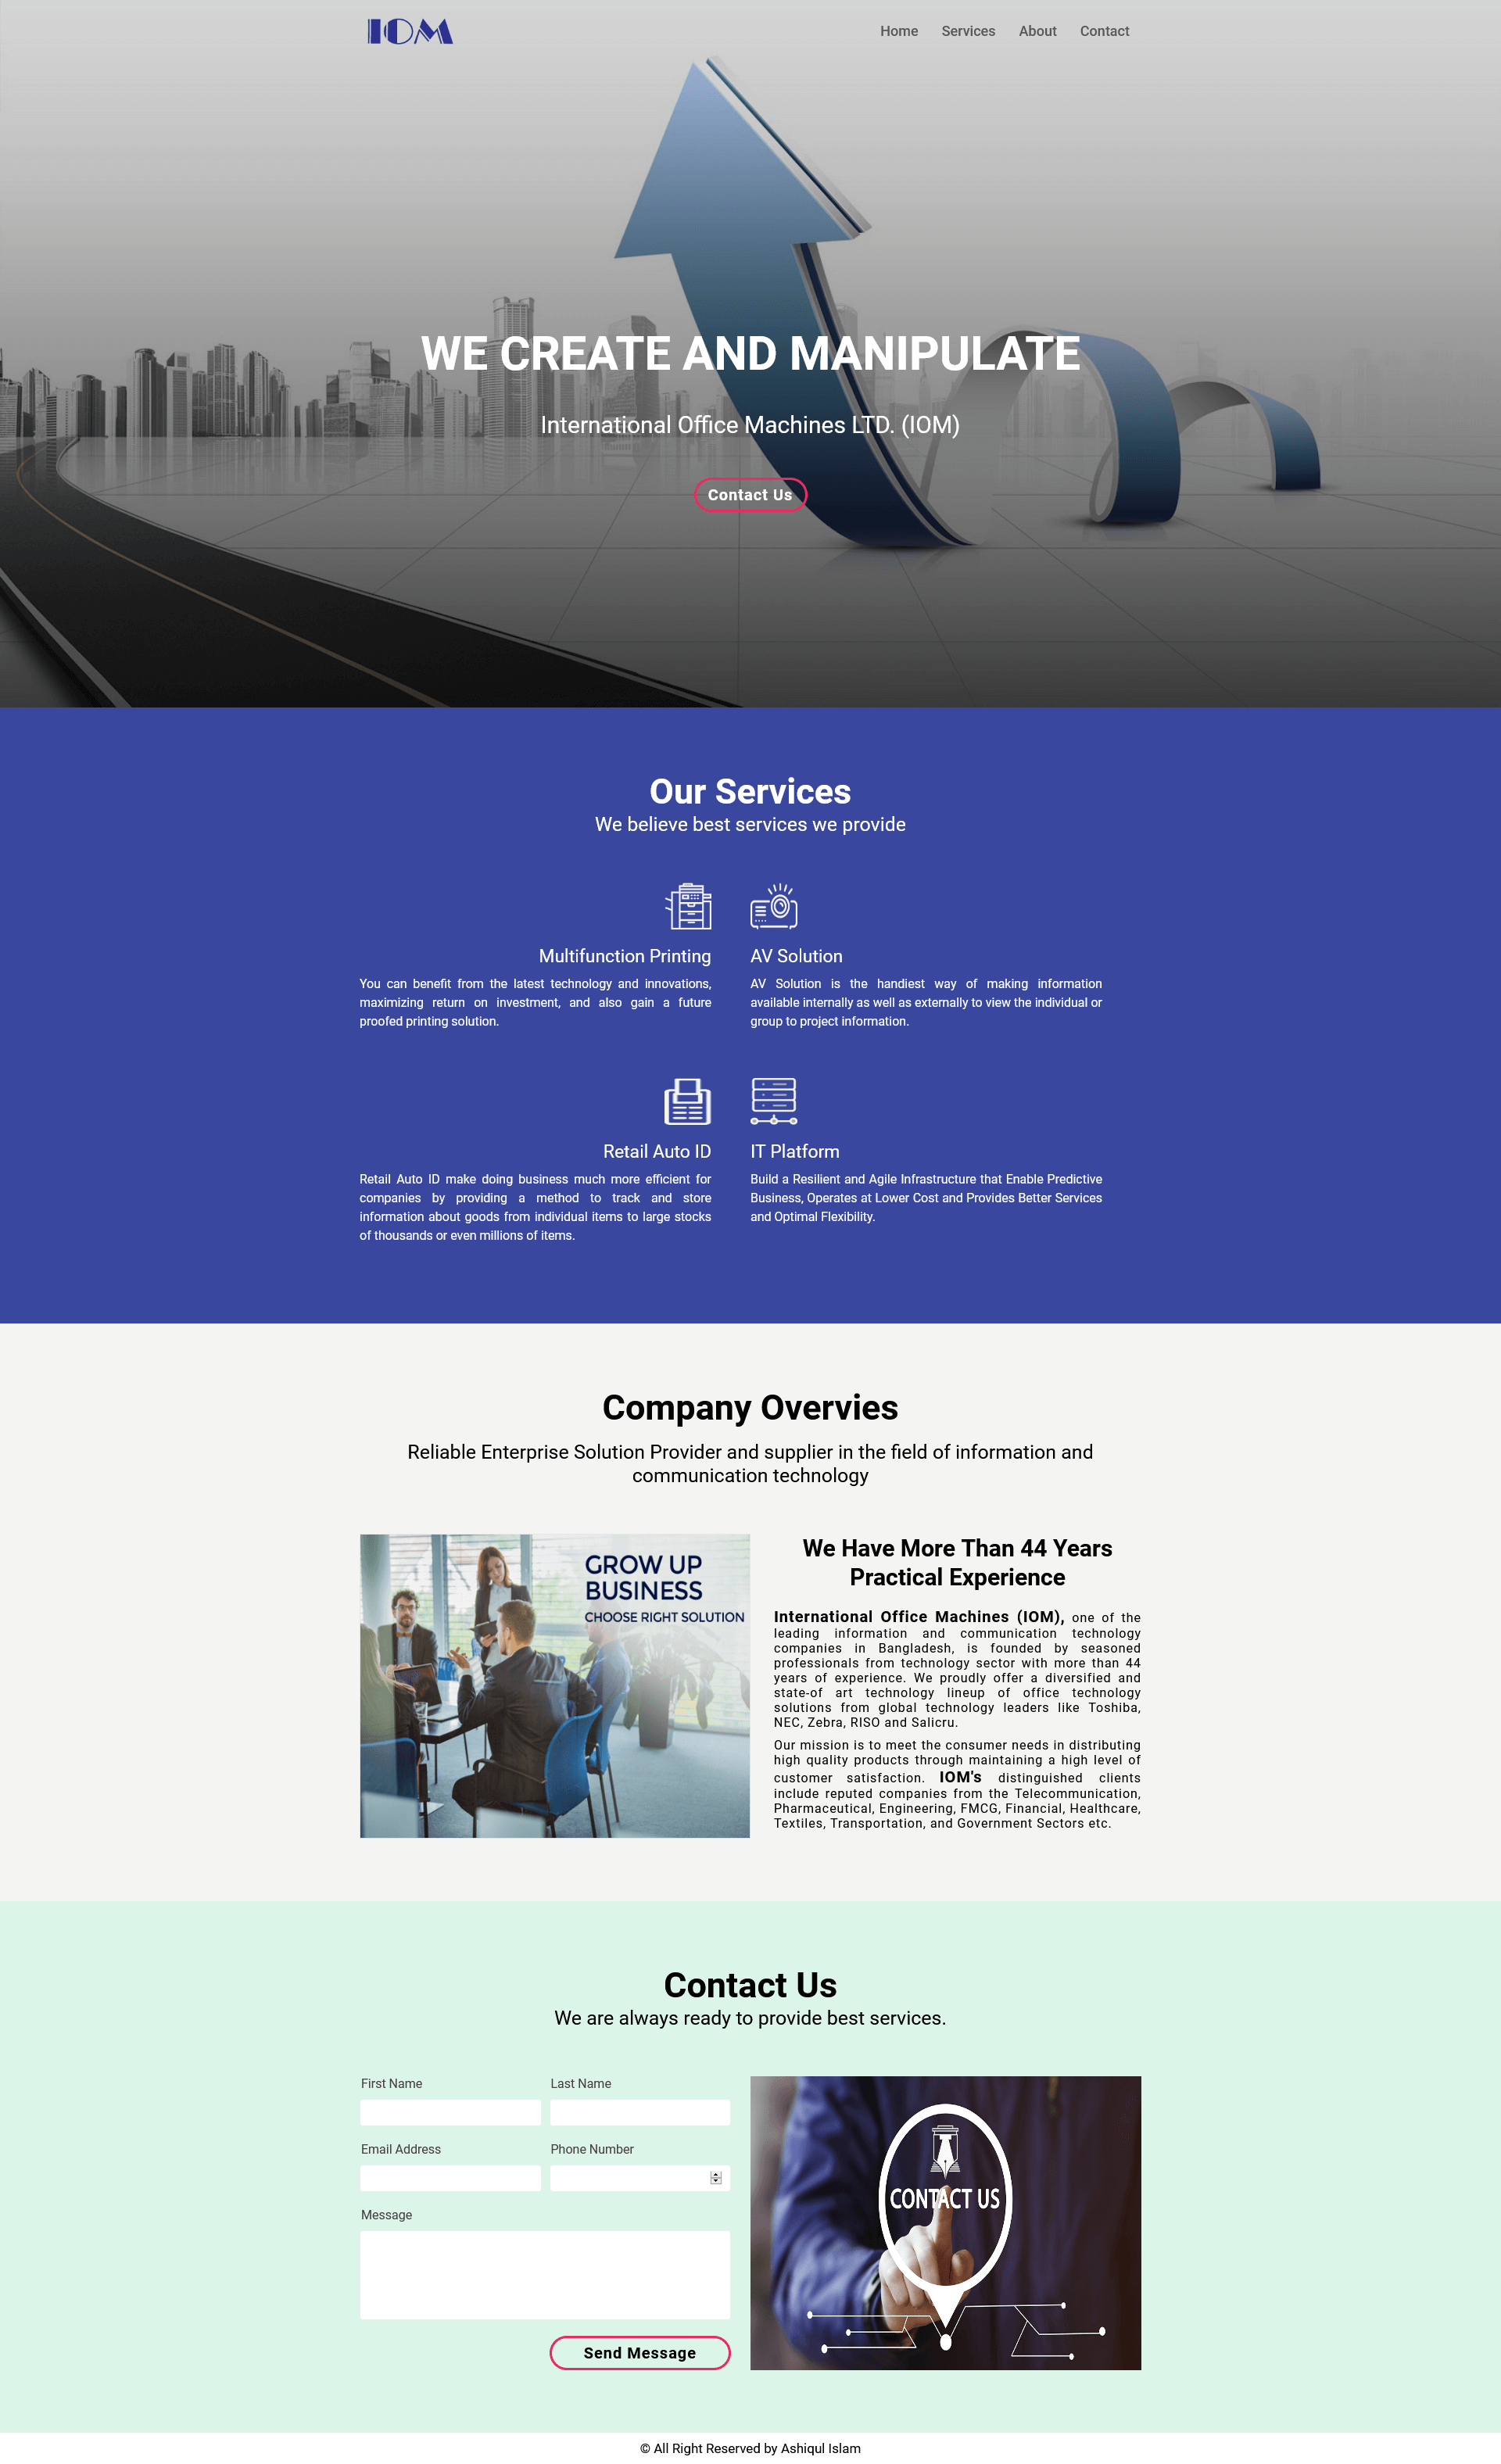 IOM
Home Services About Contact
WE CREATE AND MANIPULATE
International Office Machines LTD. (IOM)
Contact Us
Our Services
We believe best services we provide
Multifunction Printing
You can benefit from the latest technology and innovations,
maximizing return on investment, and also gain a future
proofed printing solution.
AV Solution
AV Solution is the handiest way of making information
available internally as well as externally to view the individual or
group to project information.
Retail Auto ID
Retail Auto ID make doing business much more efficient for
companies by providing a method to track and store
information about goods from individual items to large stocks
of thousands or even millions of items.
IT Platform
Build a Resilient and Agile Infrastructure that Enable Predictive
Business, Operates at Lower Cost and Provides Better Services
and Optimal Flexibility.
Company Overvies
Reliable Enterprise Solution Provider and supplier in the field of information and
communication technology
GROW UP
BUSINESS
CHOOSE RIGHT SOLUTION
We Have More Than 44 Years
Practical Experience
International Office Machines (IOM), one of the
leading information and communication technology
companies in Bangladesh, is founded by seasoned
professionals from technology sector with more than 44
years of experience. We proudly offer a diversified and
state-of art technology lineup of office technology
solutions from global technology leaders like Toshiba,
NEC, Zebra, RISO and Salicru.
Our mission is to meet the consumer needs in distributing
high quality products through maintaining a high level of
customer satisfaction. IOM's distinguished clients
include reputed companies from the Telecommunication,
Pharmaceutical, Engineering, FMCG, Financial, Healthcare,
Textiles, Transportation, and Government Sectors etc.
Contact Us
We are always ready to provide best services.
First Name
Last Name
Email Address
Phone Number
Message
Send Message
CONTACT US
© All Right Reserved by Ashiqul Islam